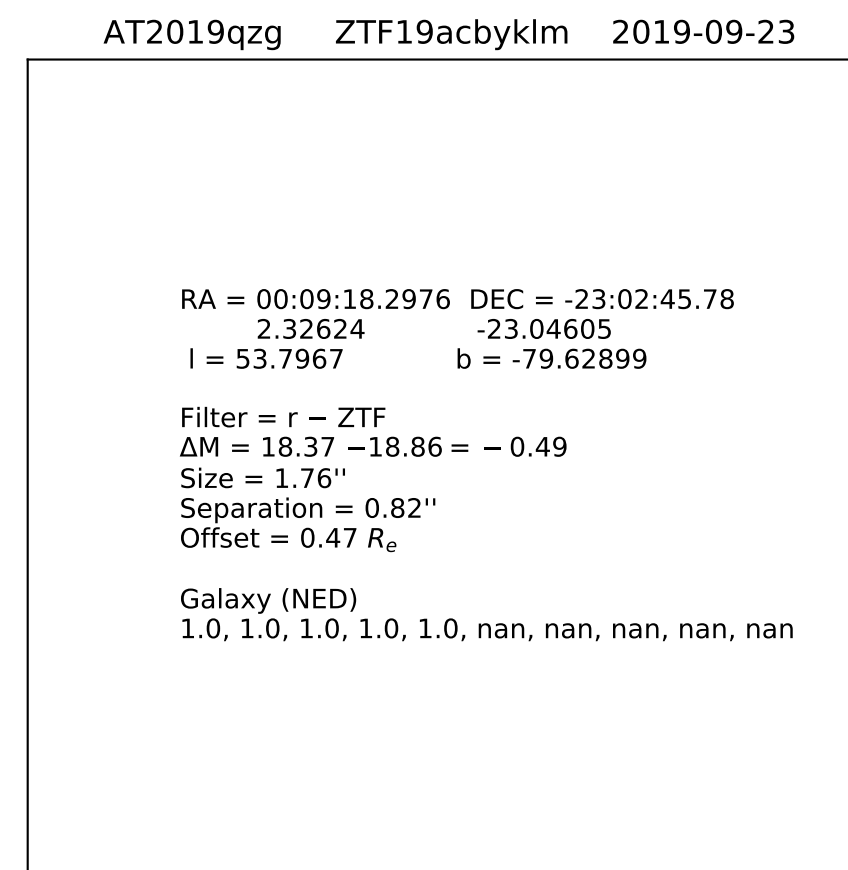 AT2019qzg ZTF19acbyklm 2019-09-23
RA = 00:09:18.2976 DEC = -23:02:45.78
2.32624 -23.04605
l = 53.7967 b = -79.62899
Filter = r − ZTF
ΔM = 18.37 −18.86 = − 0.49
Size = 1.76''
Separation = 0.82''
Offset = 0.47 Re
Galaxy (NED)
1.0, 1.0, 1.0, 1.0, 1.0, nan, nan, nan, nan, nan